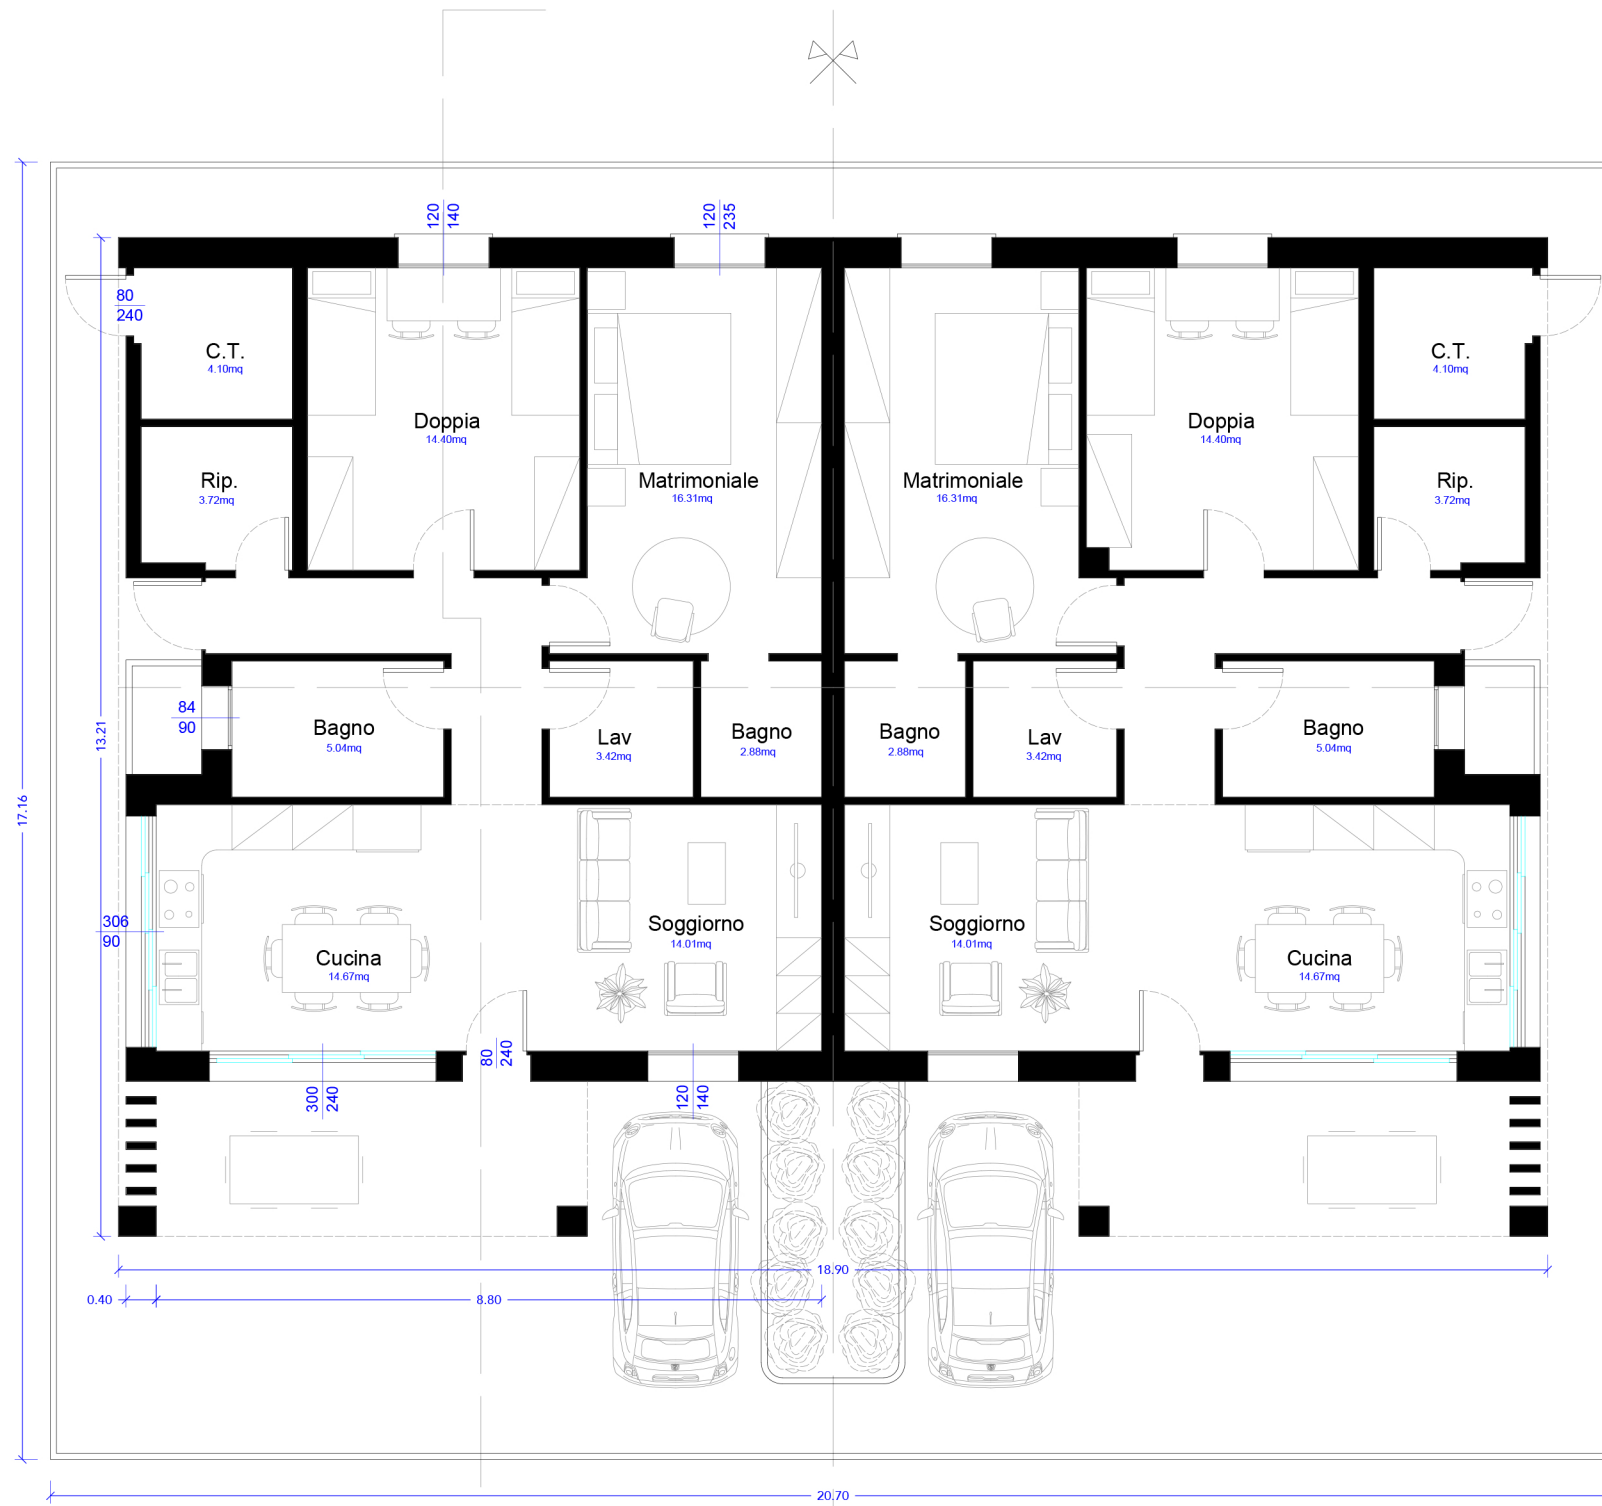 120
140
120
235
80
240
C.T.
4.10mq
C.T.
4.10mq
Doppia
14.40mq
Doppia
14.40mq
Rip.
3.72mq
Matrimoniale
16.31mq
Matrimoniale
16.31mq
Rip.
3.72mq
84
90
Bagno
5.04mq
Lav
3.42mq
Bagno
2.88mq
Bagno
2.88mq
Lav
3.42mq
Bagno
5.04mq
13.21
17.16
306
90
Cucina
14.67mq
Soggiorno
14.01mq
Soggiorno
14.01mq
Cucina
14.67mq
80
240
300
240
120
140
18.90
0.40
8.80
20.70